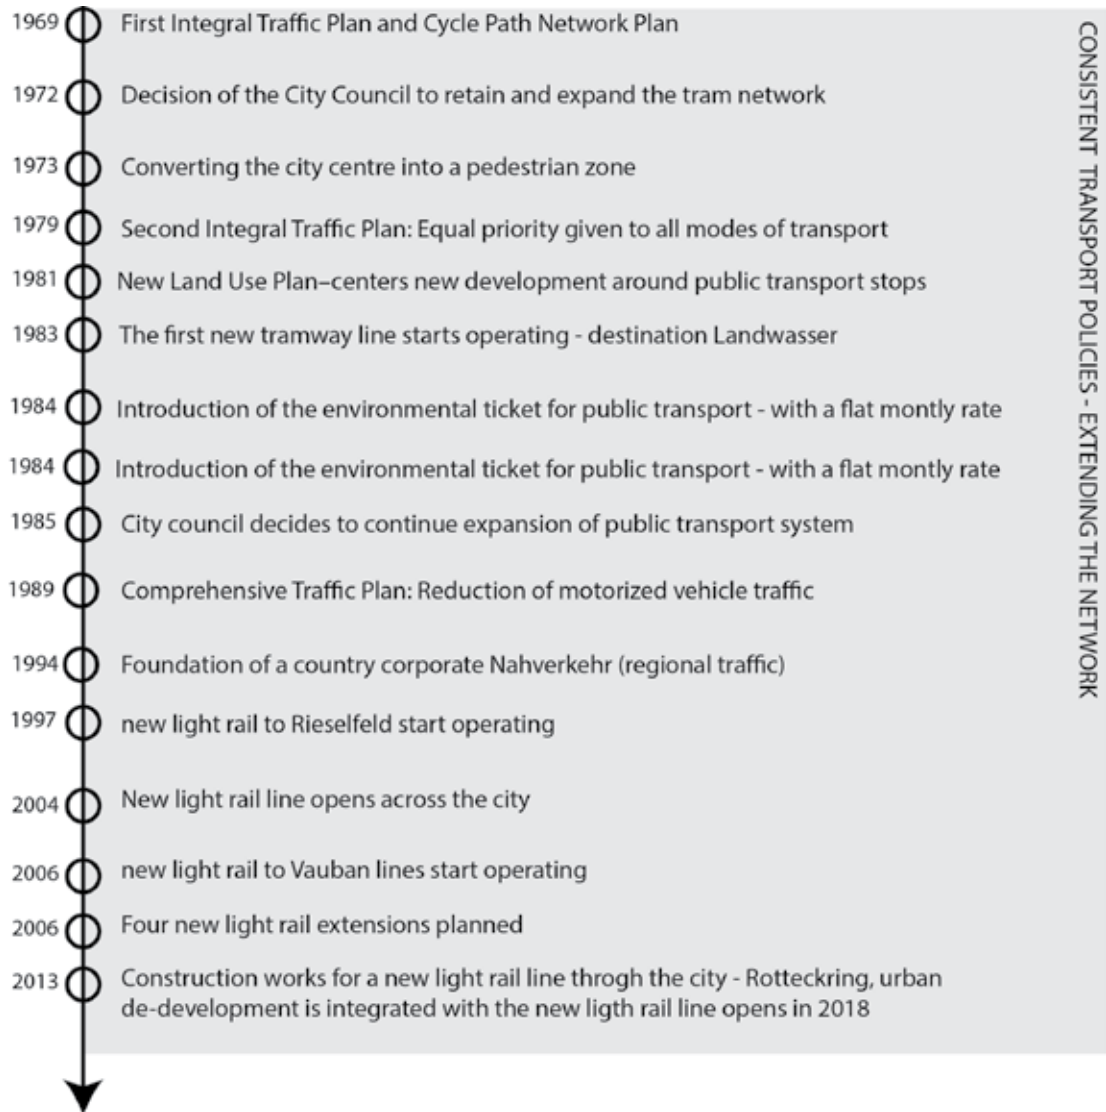 1969 First Integral Traffic Plan and Cycle Path Network Plan
1972 Decision of the City Council to retain and expand the tram network
1973 Converting the city centre into a pedestrian zone
1979 Second Integral Traffic Plan: Equal priority given to all modes of transport
1981 New Land Use Plan–centers new development around public transport stops
1983 The first new tramway line starts operating - destination Landwasser
1984 Introduction of the environmental ticket for public transport - with a flat montly rate
1984 Introduction of the environmental ticket for public transport - with a flat montly rate
1985 City council decides to continue expansion of public transport system
1989 Comprehensive Traffic Plan: Reduction of motorized vehicle traffic
1994 Foundation of a country corporate Nahverkehr (regional traffic)
1997 new light rail to Rieselfeld start operating
2004 New light rail line opens across the city
2006 new light rail to Vauban lines start operating
2006 Four new light rail extensions planned
2013 Construction works for a new light rail line throgh the city - Rotteckring, urban
de-development is integrated with the new ligth rail line opens in 2018
CONSISTENT TRANSPORT POLICIES - EXTENDING THE NETWORK